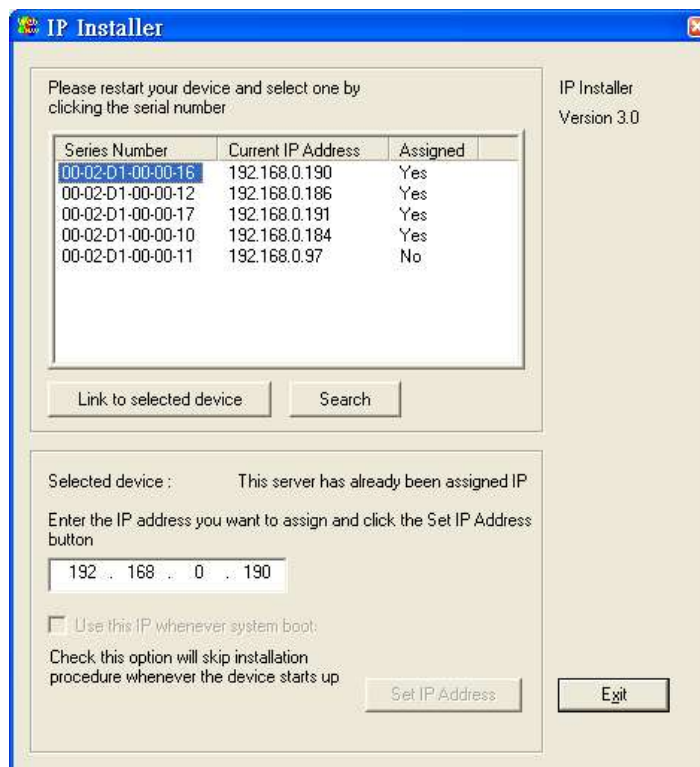 IP Installer
Please restart your device and select one by
clicking the serial number
IP Installer
Version 3.0
Series Number Current IP Address Assigned
00-02-D1-00-00-16 192.168.0.190 Yes
00-02-D1-00-00-12 192.168.0.186 Yes
00-02-D1-00-00-17 192.168.0.191 Yes
00-02-D1-00-00-10 192.168.0.184 Yes
00-02-D1-00-00-11 192.168.0.97 No
Link to selected device Search
Selected device : This server has already been assigned IP
Enter the IP address you want to assign and click the Set IP Address
button
192 . 168 . 0 . 190
Use this IP whenever system boot:
Check this option will skip installation
procedure whenever the device starts up
Set IP Address
Exit